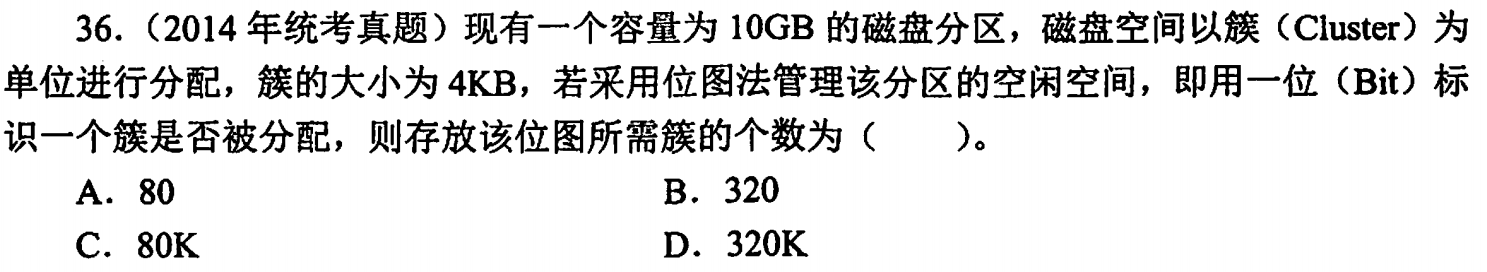 36.（2014 年统考真题）现有一个容量为 10GB 的磁盘分区，磁盘空间以簇（Cluster）为
单位进行分配，簇的大小为 4KB，若采用位图法管理该分区的空闲空间，即用一位（Bit）标
识一个簇是否被分配，则存放该位图所需簇的个数为（　　）。
A．80 B．320
C．80K D．320K